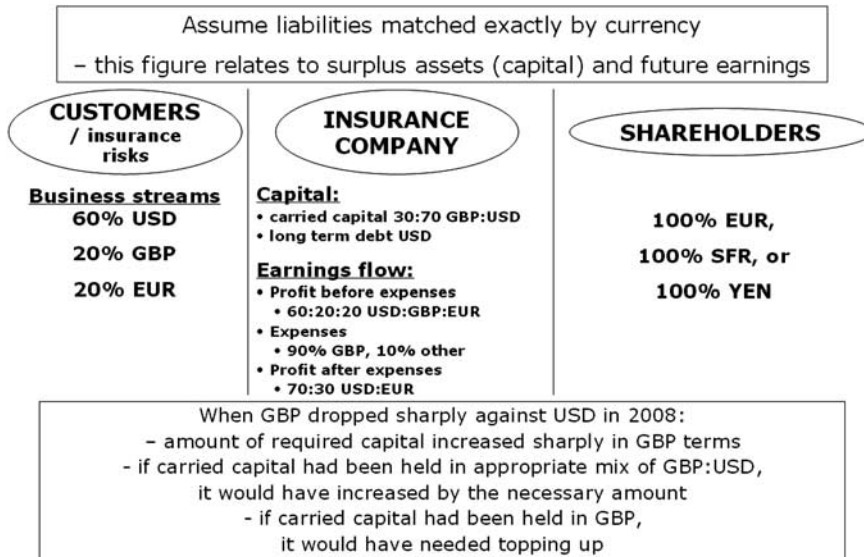 Assume liabilities matched exactly by currency
– this figure relates to surplus assets (capital) and future earnings
CUSTOMERS
/ insurance
risks
Business streams
60% USD
20% GBP
20% EUR
INSURANCE
COMPANY
Capital:
• carried capital 30:70 GBP:USD
• long term debt USD
Earnings flow:
• Profit before expenses
• 60:20:20 USD:GBP:EUR
• Expenses
• 90% GBP, 10% other
• Profit after expenses
• 70:30 USD:EUR
SHAREHOLDERS
100% EUR,
100% SFR, or
100% YEN
When GBP dropped sharply against USD in 2008:
– amount of required capital increased sharply in GBP terms
- if carried capital had been held in appropriate mix of GBP:USD,
it would have increased by the necessary amount
- if carried capital had been held in GBP,
it would have needed topping up